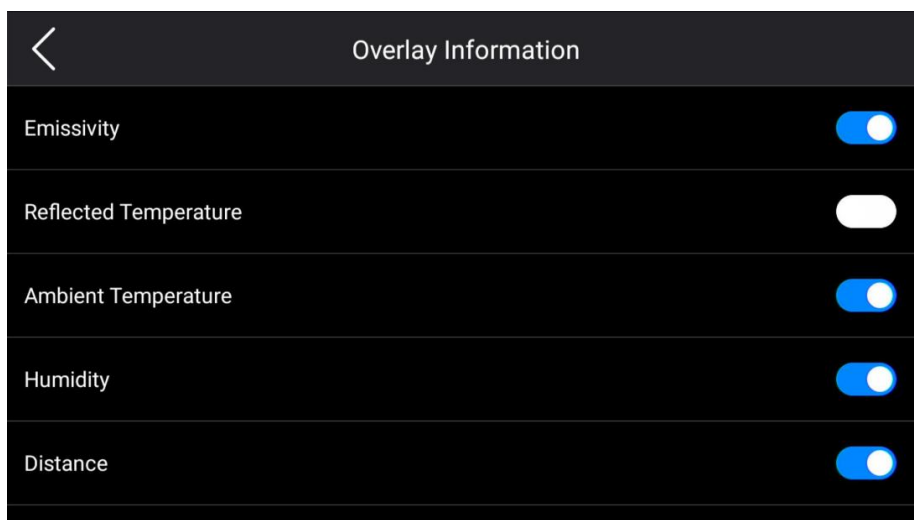 Overlay Information
Emissivity
Reflected Temperature
Ambient Temperature
Humidity
Distance